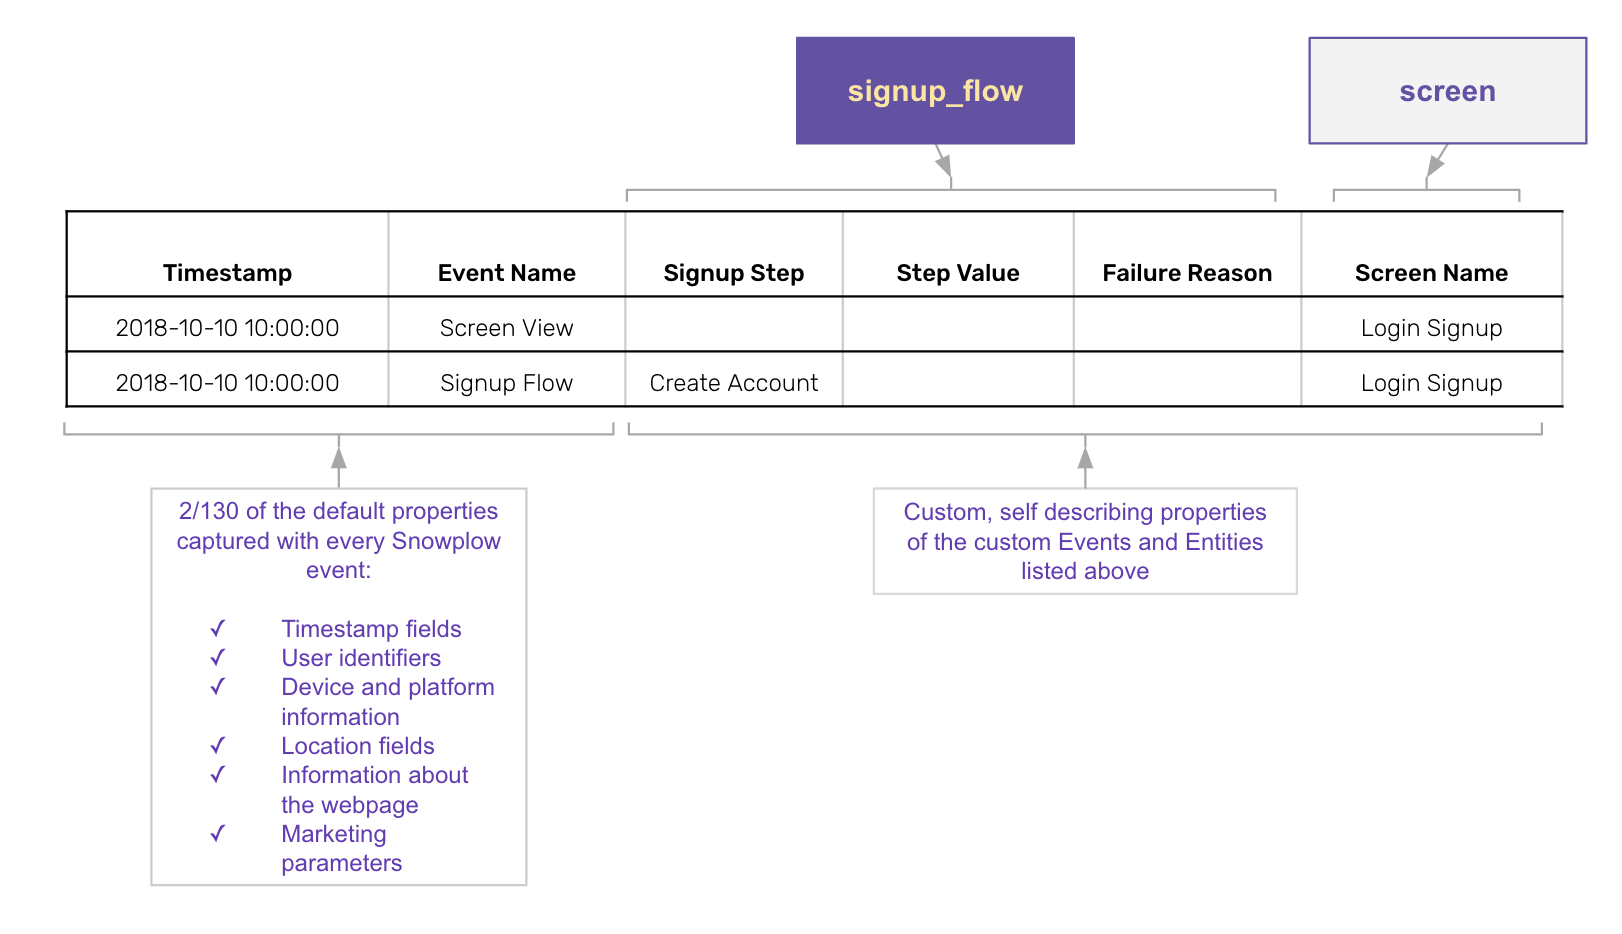 signup_flow
screen
Timestamp Event Name Signup Step Step Value Failure Reason Screen Name
2018-10-10 10:00:00 Screen View Login Signup
2018-10-10 10:00:00 Signup Flow Create Account Login Signup
2/130 of the default properties
captured with every Snowplow
event:
✓ Timestamp fields
✓ User identifiers
✓ Device and platform
information
✓ Location fields
✓ Information about
the webpage
✓ Marketing
parameters
Custom, self describing properties
of the custom Events and Entities
listed above